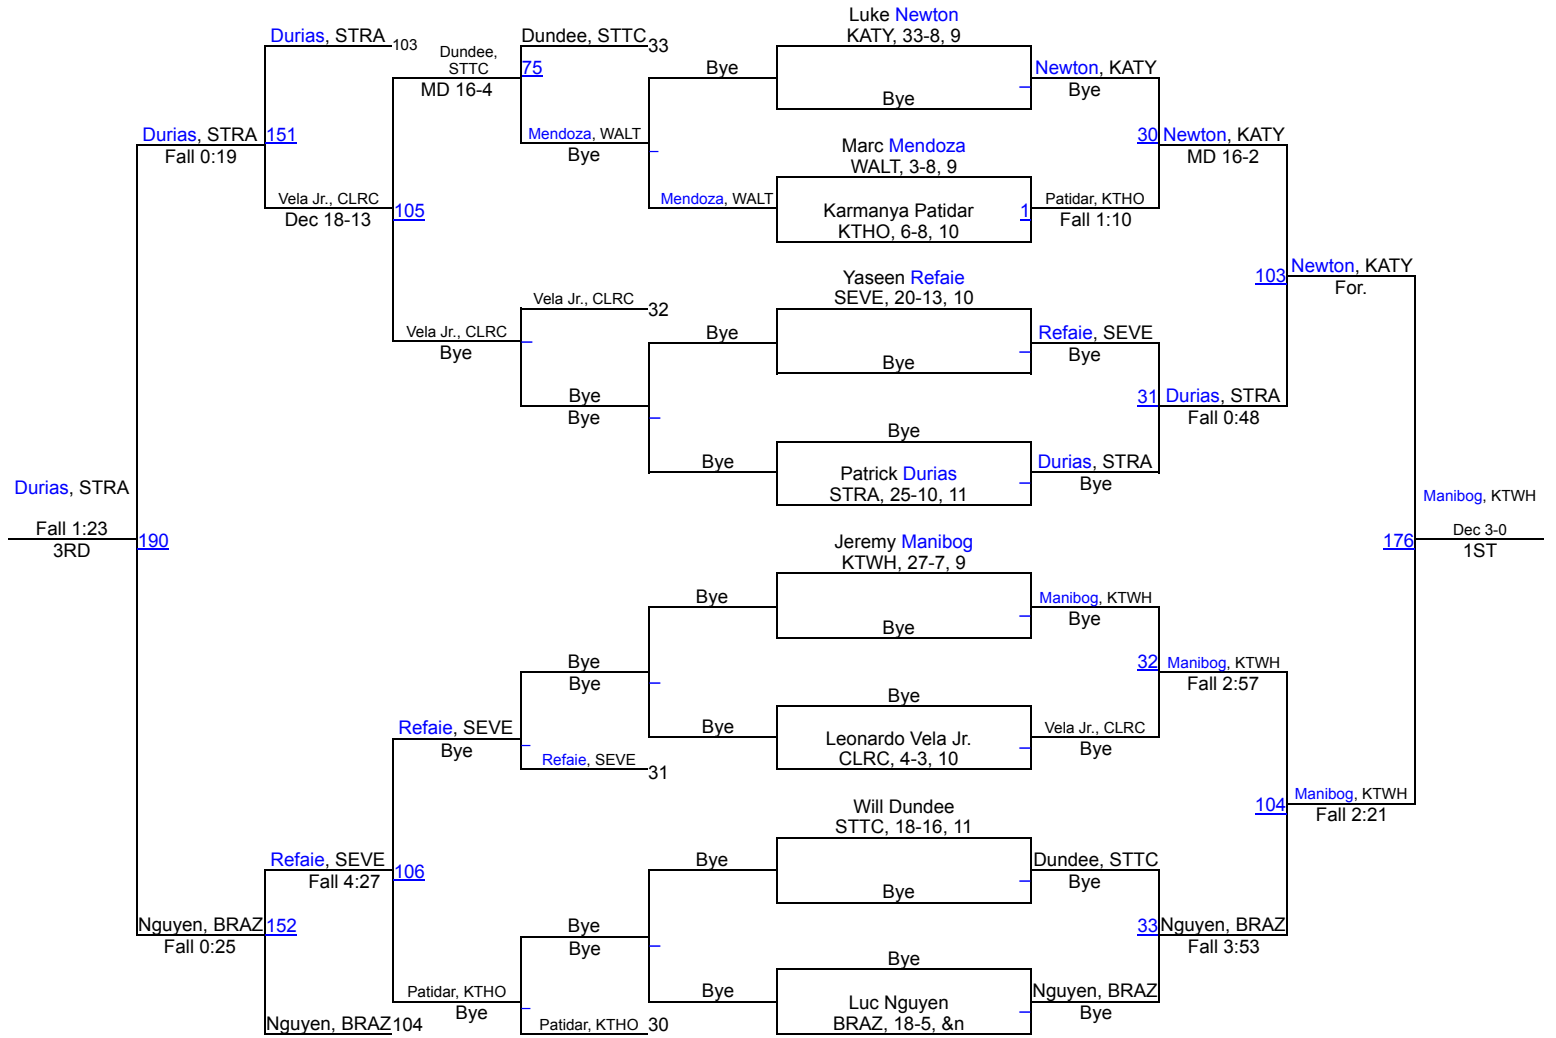 Luke Newton
KATY, 33-8, 9
Durias, STRA
103
Dundee, STTC
33
Dundee,
STTC
75
Bye
Newton, KATY
MD 16-4
Bye
Bye
Durias, STRA
151
Mendoza, WALT
Marc Mendoza
30
Newton, KATY
Fall 0:19
Bye
WALT, 3-8, 9
MD 16-2
Vela Jr., CLRC
105
Mendoza, WALT
Karmanya Patidar
1
Patidar, KTHO
Dec 18-13
KTHO, 6-8, 10
Fall 1:10
Yaseen Refaie
103
Newton, KATY
Vela Jr., CLRC
32
SEVE, 20-13, 10
For.
Vela Jr., CLRC
Bye
Refaie, SEVE
Bye
Bye
Bye
Bye
31
Durias, STRA
Bye
Fall 0:48
Bye
Bye
Patrick Durias
Durias, STRA
Durias, STRA
STRA, 25-10, 11
Bye
Manibog, KTWH
Fall 1:23
190
Jeremy Manibog
176
Dec 3-0
3RD
KTWH, 27-7, 9
1ST
Bye
Manibog, KTWH
Bye
Bye
Bye
32
Manibog, KTWH
Bye
Fall 2:57
Bye
Refaie, SEVE
Bye
Leonardo Vela Jr.
Vela Jr., CLRC
Bye
Refaie, SEVE
31
CLRC, 4-3, 10
Bye
Will Dundee
104
Manibog, KTWH
STTC, 18-16, 11
Fall 2:21
Refaie, SEVE
106
Bye
Dundee, STTC
Fall 4:27
Bye
Bye
Nguyen, BRAZ
152
Bye
33
Nguyen, BRAZ
Fall 0:25
Bye
Fall 3:53
Bye
Patidar, KTHO
Bye
Luc Nguyen
Nguyen, BRAZ
Bye
BRAZ, 18-5, &n
Bye
Nguyen, BRAZ
104
Patidar, KTHO
30